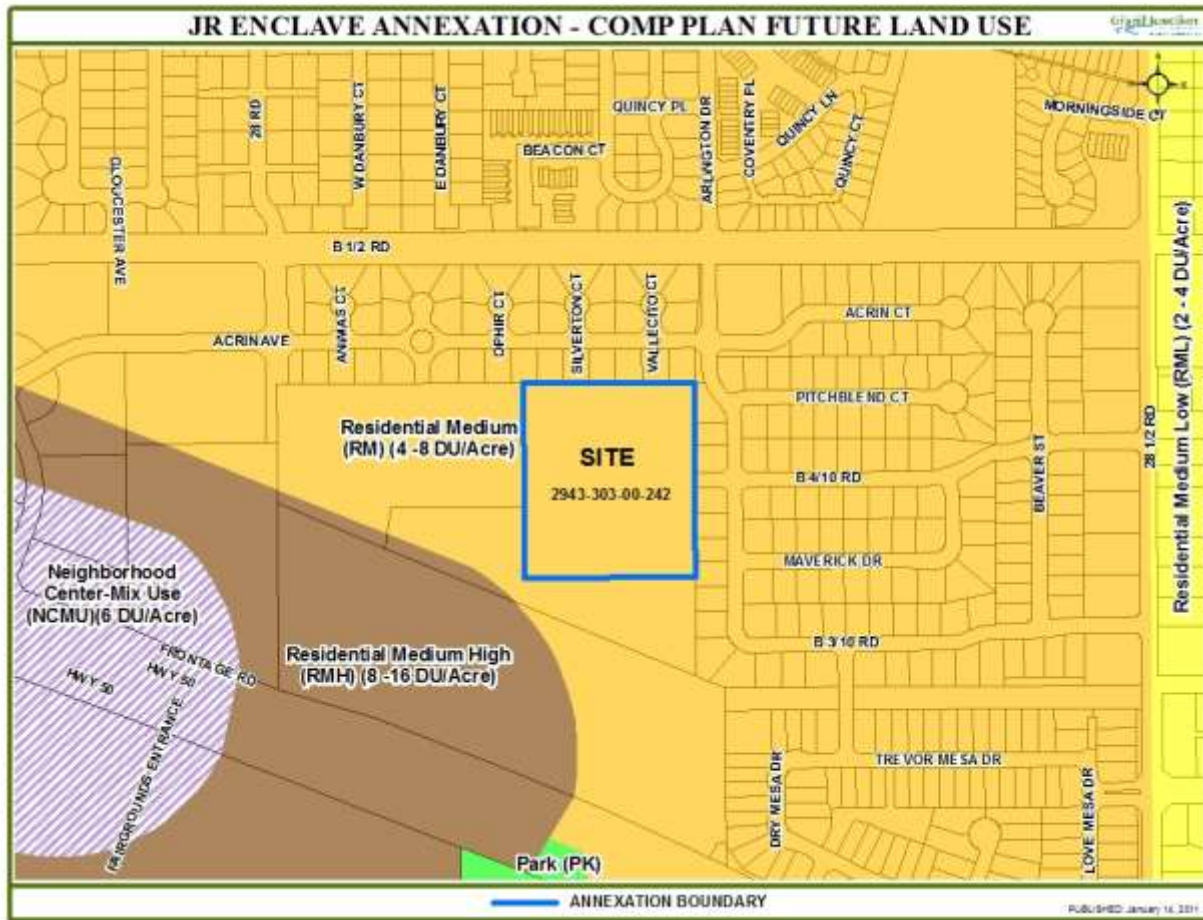 JR ENCLAVE ANNEXATION - COMP PLAN FUTURE LAND USE
Grand Junction
QUINCY PL
MORNINGSIDE CT
28 RD
W DANBURY CT
E DANBURY CT
ARLINGTON DR
COVENTRY PL
QUINCY LN
QUINCY CT
BEACON CT
GLOUCESTER AVE
B 1/2 RD
ANIMAS CT
OPHIR CT
SILVERTON CT
VALLECITO CT
ACRIN CT
ACRIN AVE
PITCHBLEND CT
Residential Medium
(RM) (4 -8 DU/Acre)
SITE
2943-303-00-242
B 4/10 RD
BEAVER ST
28 1/2 RD
Residential Medium Low (RML) (2 - 4 DU/Acre)
MAVERICK DR
Neighborhood
Center-Mix Use
(NCMU)(6 DU/Acre)
B 3/10 RD
FRONTAGE RD
HWY 50
HWY 50
Residential Medium High
(RMH) (8 -16 DU/Acre)
FAIRGROUNDS ENTRANCE
TREVOR MESA DR
DRY MESA DR
LOVE MESA DR
Park (PK)
ANNEXATION BOUNDARY
PUBLISHED: January 14, 2011